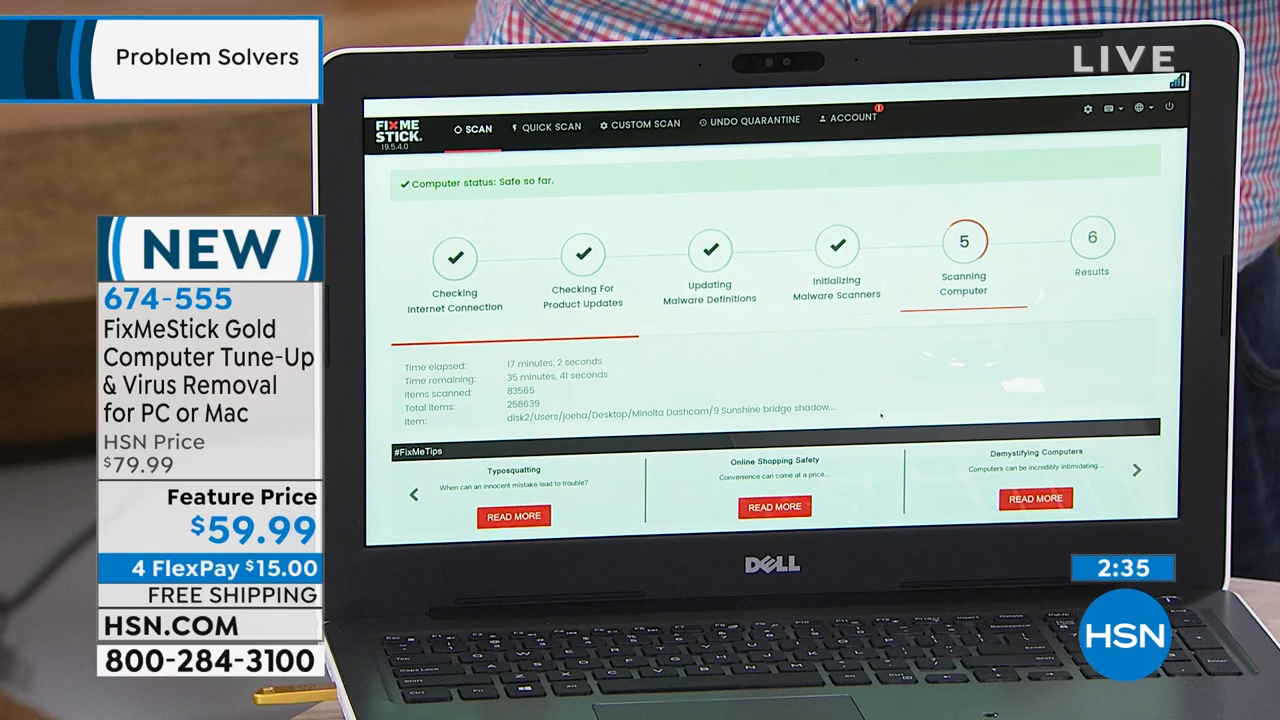 Problem Solvers
LIVE
NEW
674-555
FixMeStick Gold
Computer Tune-Up
& Virus Removal
for PC or Mac
HSN Price
$79.99
Feature Price
$59.99
4 FlexPay $15.00
FREE SHIPPING
HSN.COM
800-284-3100
FIXME
STICK.
19.5.4.0
SCAN
QUICK SCAN
CUSTOM SCAN
UNDO QUARANTINE
ACCOUNT
Computer status: Safe so far.
Checking
Internet Connection
Checking For
Product Updates
Updating
Malware Definitions
Initializing
Malware Scanners
5
Scanning
Computer
6
Results
Time elapsed: 17 minutes, 2 seconds
Time remaining: 35 minutes, 41 seconds
Items scanned: 83565
Total items: 258639
Item: disk2/Users/joeha/Desktop/Minolta Dashcam/9 Sunshine bridge shadow...
#FixMeTips
Typosquatting
When can an innocent mistake lead to trouble?
READ MORE
Online Shopping Safety
Convenience can come at a price...
READ MORE
Demystifying Computers
Computers can be incredibly intimidating...
READ MORE
DELL
2:35
HSN